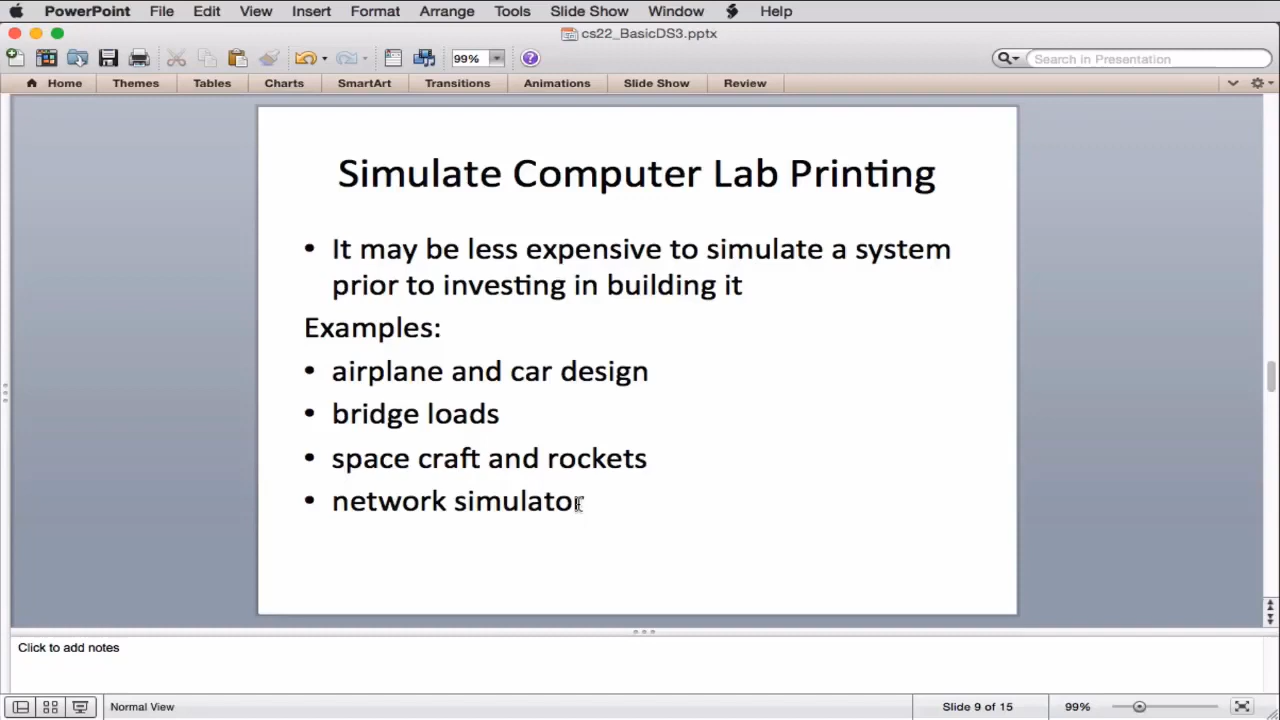 PowerPoint File Edit View Insert Format Arrange Tools Slide Show Window Help
cs22_BasicDS3.pptx
99% Search in Presentation
Home Themes Tables Charts SmartArt Transitions Animations Slide Show Review
Simulate Computer Lab Printing
• It may be less expensive to simulate a system
prior to investing in building it
Examples:
• airplane and car design
• bridge loads
• space craft and rockets
• network simulator
Click to add notes
Normal View Slide 9 of 15 99%